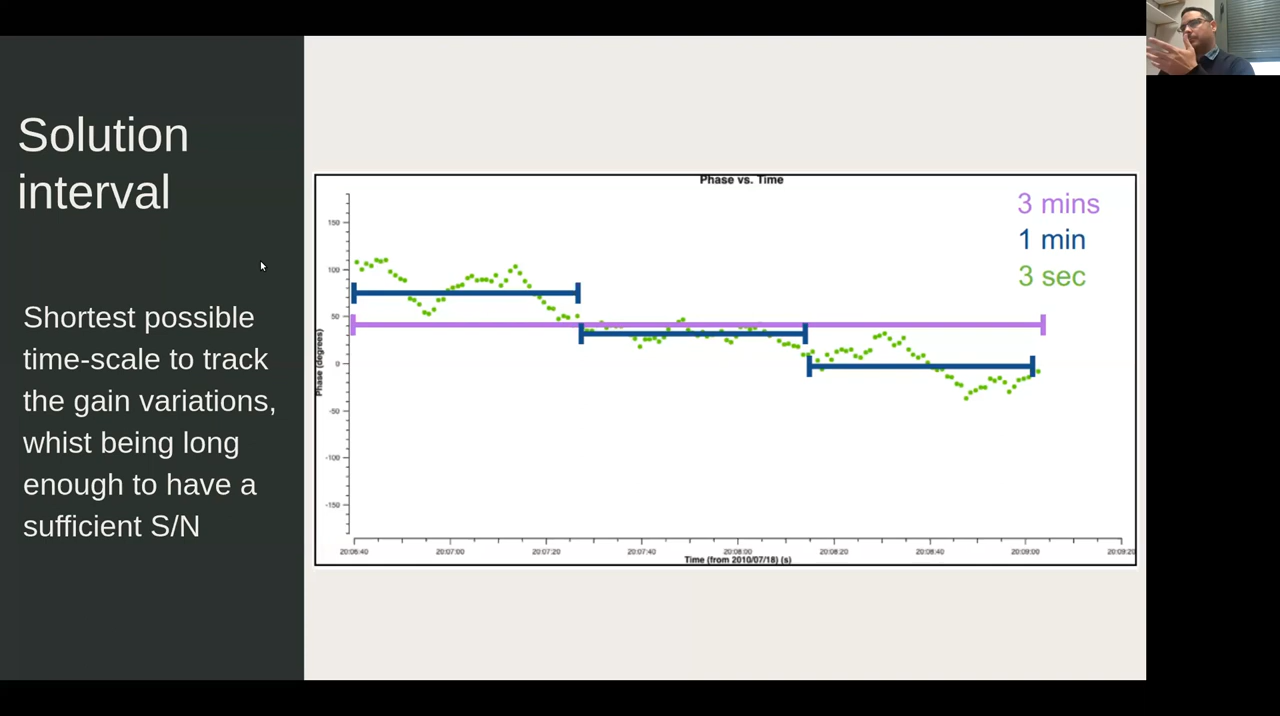 Solution
interval
Shortest possible
time-scale to track
the gain variations,
whist being long
enough to have a
sufficient S/N
Phase vs. Time
3 mins
1 min
3 sec
Phase (degrees)
150
100
50
0
-50
-100
-150
20:06:40 20:07:00 20:07:20 20:07:40 20:08:00 20:08:20 20:08:40 20:09:00 20:09:20
Time (from 2010/07/18) (s)